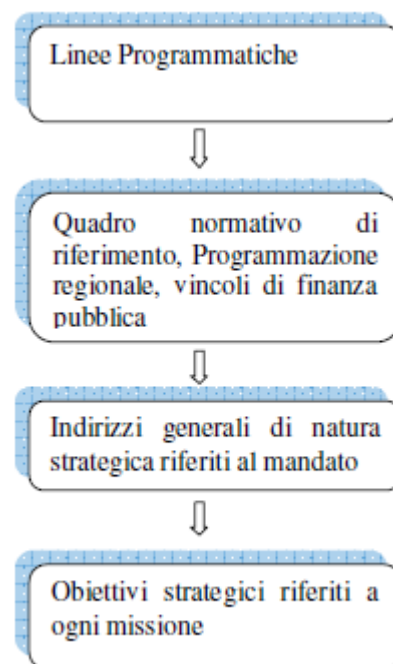 Linee Programmatiche
Quadro normativo di
riferimento, Programmazione
regionale, vincoli di finanza
pubblica
Indirizzi generali di natura
strategica riferiti al mandato
Obiettivi strategici riferiti a
ogni missione